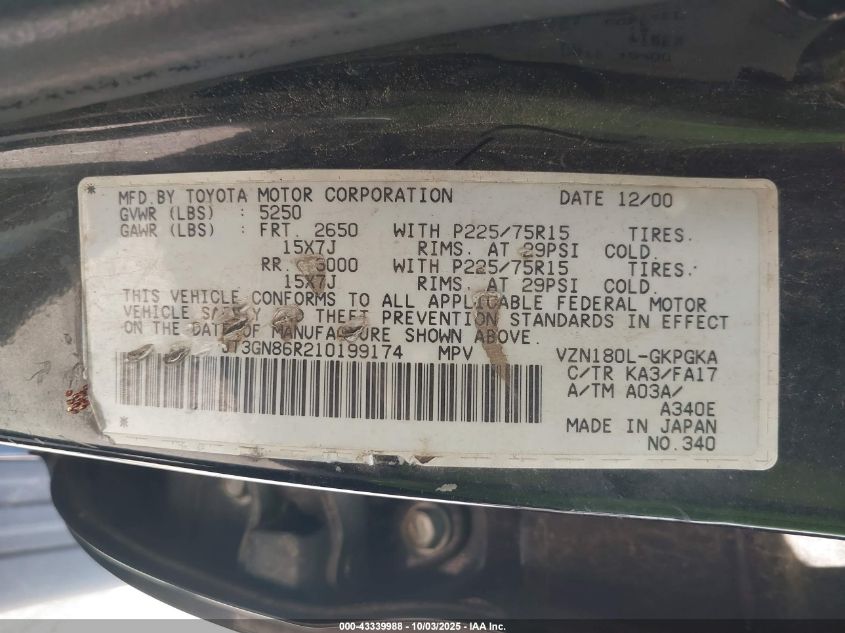 MFD.BY TOYOTA MOTOR CORPORATION DATE 12/00
GVWR (LBS) : 5250
GAWR (LBS) : FRT. 2650 WITH P225/75R15 TIRES.
15X7J RIMS. AT 29PSI COLD.
RR. 3000 WITH P225/75R15 TIRES.
15X7J RIMS. AT 29PSI COLD.
THIS VEHICLE CONFORMS TO ALL APPLICABLE FEDERAL MOTOR
VEHICLE THEFT PREVENTION STANDARDS IN EFFECT
ON THE DATE OF MANUFACTURE SHOWN ABOVE.
JT3GN86R210199174 MPV VZN180L-GKPGKA
C/TR KA3/FA17
A/TM A03A/
A340E
MADE IN JAPAN
NO.340
000-43339988 - 10/03/2025 - IAA Inc.